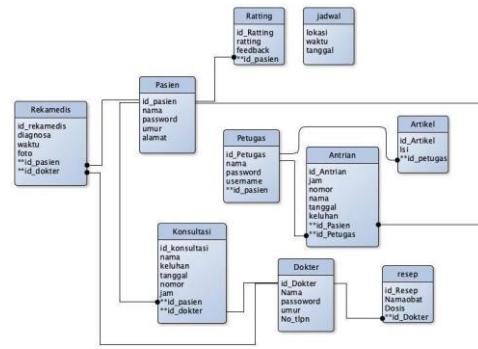 Ratting
id_Ratting
ratting
feedback
**id_pasien
jadwal
lokasi
waktu
tanggal
Pasien
id_pasien
nama
password
umur
alamat
Rekamedis
id_rekamedis
diagnosa
waktu
foto
**id_pasien
**id_dokter
Petugas
id_Petugas
nama
password
username
**id_pasien
Antrian
id_Antrian
jam
nomor
nama
tanggal
keluhan
**id_Pasien
**id_Petugas
Artikel
id_Artikel
Isi
**id_petugas
Konsultasi
id_konsultasi
nama
keluhan
tanggal
nomor
jam
**id_pasien
**id_dokter
Dokter
id_Dokter
Nama
passoword
umur
No_tlpn
resep
id_Resep
Namaobat
Dosis
**id_Dokter